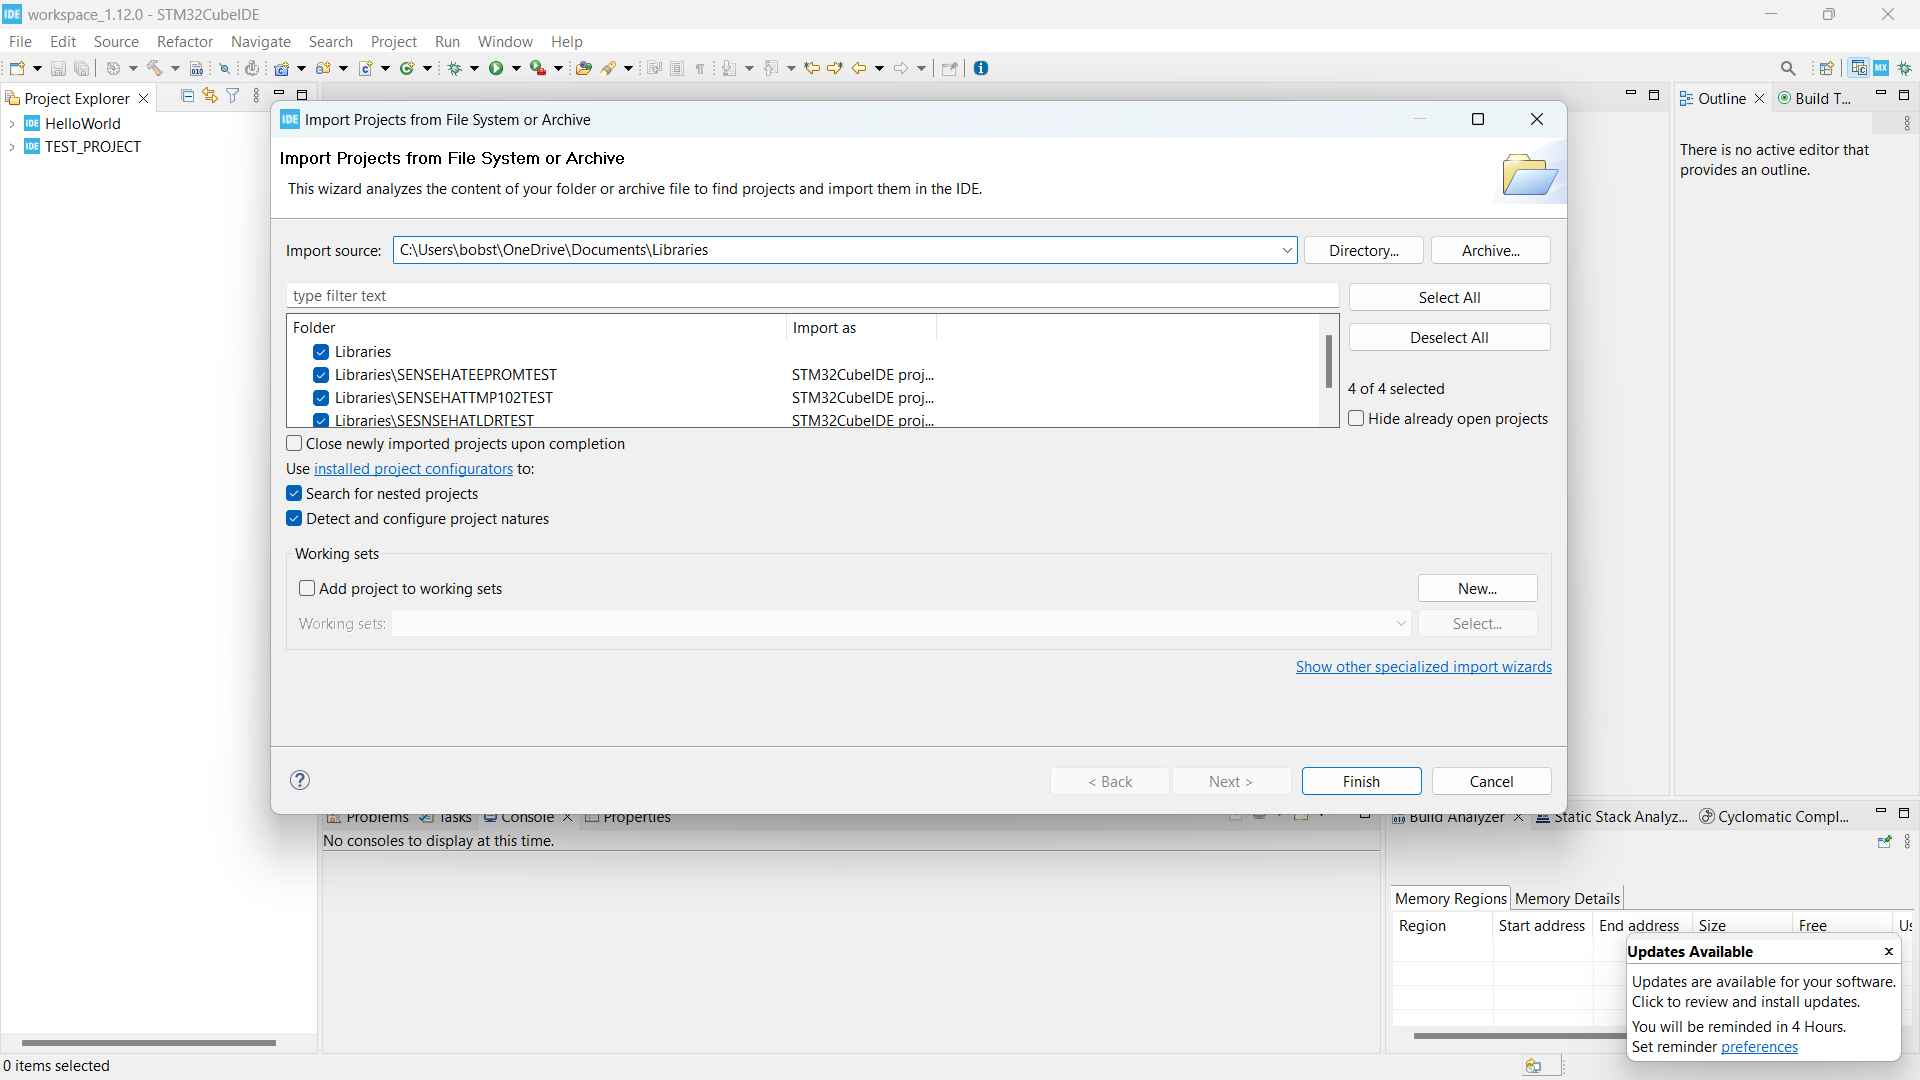 IDE workspace_1.12.0 - STM32CubeIDE
File Edit Source Refactor Navigate Search Project Run Window Help
Project Explorer
HelloWorld
TEST_PROJECT
IDE Import Projects from File System or Archive
Import Projects from File System or Archive
This wizard analyzes the content of your folder or archive file to find projects and import them in the IDE.
Import source: C:\Users\bobst\OneDrive\Documents\Libraries Directory... Archive...
type filter text Select All
Folder Import as
Deselect All
Libraries
Libraries\SENSEHATEEPROMTEST STM32CubeIDE proj...
Libraries\SENSEHATTMP102TEST STM32CubeIDE proj...
Libraries\SESNSEHATLDRTEST STM32CubeIDE proj...
4 of 4 selected
Hide already open projects
Close newly imported projects upon completion
Use installed project configurators to:
Search for nested projects
Detect and configure project natures
Working sets
Add project to working sets New...
Working sets: Select...
Show other specialized import wizards
< Back Next > Finish Cancel
Outline Build T...
There is no active editor that
provides an outline.
Problems Tasks Console Properties
No consoles to display at this time.
Build Analyzer Static Stack Analyz... Cyclomatic Compl...
Memory Regions Memory Details
Region Start address End address Size Free Us
Updates Available
Updates are available for your software.
Click to review and install updates.
You will be reminded in 4 Hours.
Set reminder preferences
0 items selected